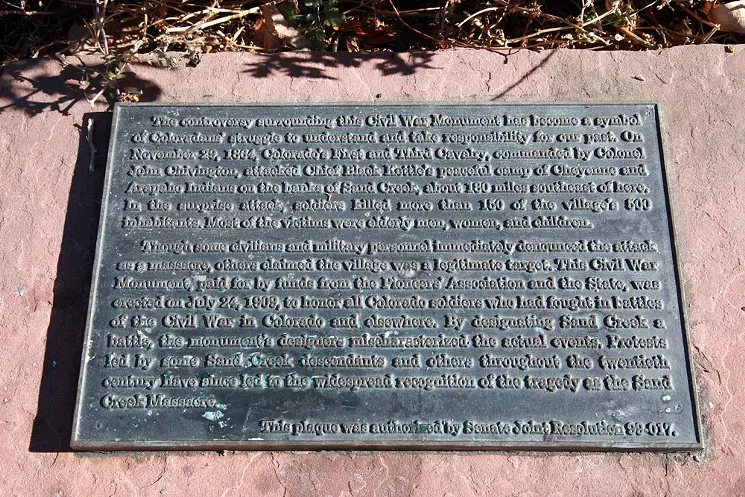 The controversy surrounding this Civil War Monument has become a symbol
of Coloradans' struggle to understand and take responsibility for our past. On
November 29, 1864, Colorado's First and Third Cavalry, commanded by Colonel
John Chivington, attacked Chief Black Kettle's peaceful camp of Cheyenne and
Arapaho Indians on the banks of Sand Creek, about 180 miles southeast of here.
In the surprise attack, soldiers killed more than 150 of the village's 500
inhabitants. Most of the victims were elderly men, women, and children.
Though some civilians and military personnel immediately denounced the attack
as a massacre, others claimed the village was a legitimate target. This Civil War
Monument, paid for by funds from the Pioneers' Association and the State, was
erected on July 24, 1909, to honor all Colorado soldiers who had fought in battles
of the Civil War in Colorado and elsewhere. By designating Sand Creek a
battle, the monument's designers mischaracterized the actual events. Protests
led by some Sand Creek descendants and others throughout the twentieth
century have since led to the widespread recognition of the tragedy as the Sand
Creek Massacre.
This plaque was authorized by Senate Joint Resolution 99-017.